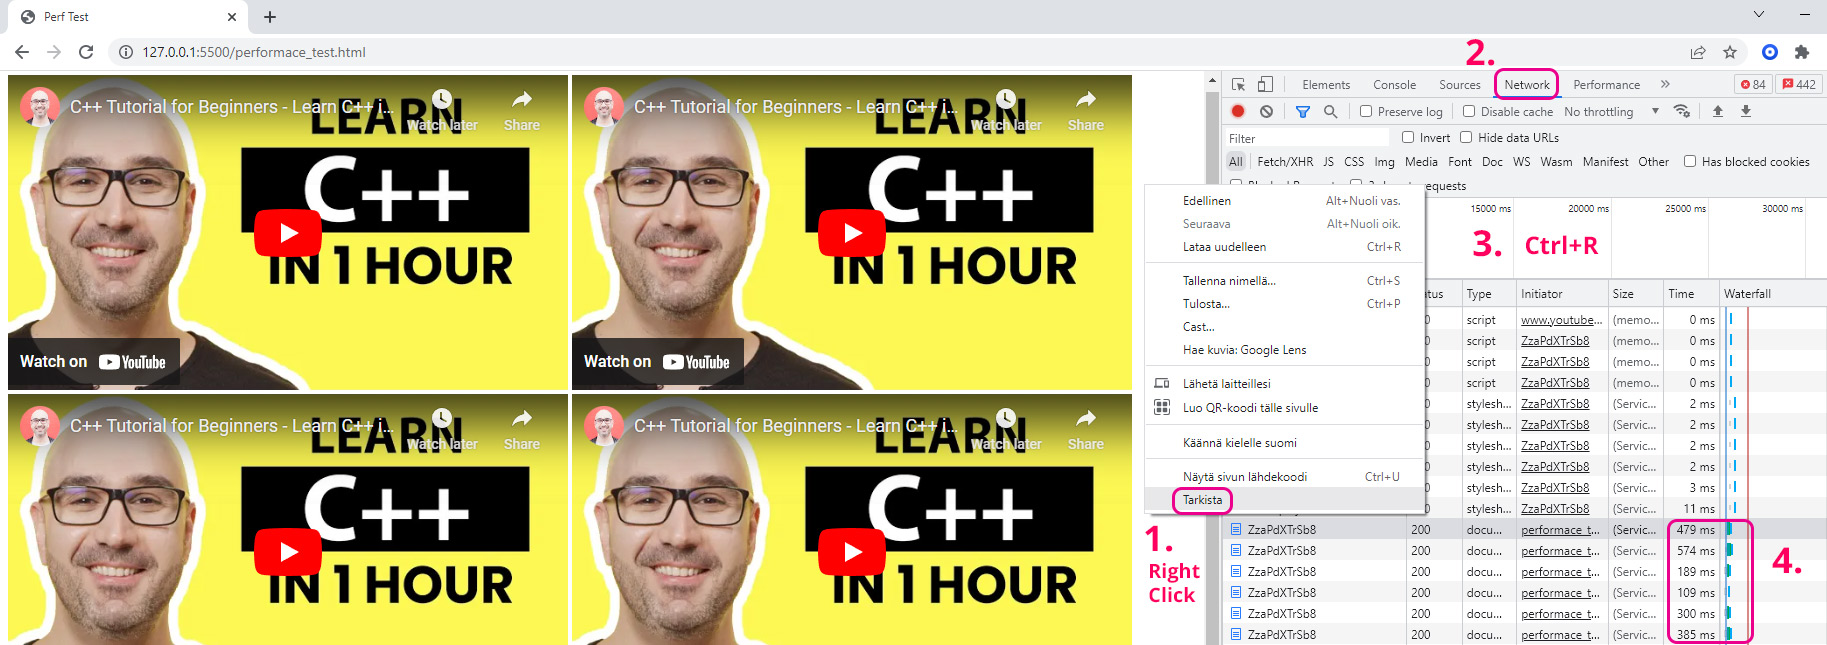 Perf Test
127.0.0.1:5500/performace_test.html
2.
Elements Console Sources Network Performance 84 442
Preserve log Disable cache No throttling
Filter Invert Hide data URLs
All Fetch/XHR JS CSS Img Media Font Doc WS Wasm Manifest Other Has blocked cookies
15000 ms 20000 ms 25000 ms 30000 ms
3. Ctrl+R
C++ Tutorial for Beginners - Learn C++ i...
Watch later
Share
LEARN
C++
IN 1 HOUR
Watch on YouTube
C++ Tutorial for Beginners - Learn C++ i...
Watch later
Share
LEARN
C++
IN 1 HOUR
Watch on YouTube
C++ Tutorial for Beginners - Learn C++ i...
Watch later
Share
LEARN
C++
IN 1 HOUR
C++ Tutorial for Beginners - Learn C++ i...
Watch later
Share
LEARN
C++
IN 1 HOUR
Edellinen Alt+Nuoli vas.
Seuraava Alt+Nuoli oik.
Lataa uudelleen Ctrl+R
Tallenna nimellä... Ctrl+S
Tulosta... Ctrl+P
Cast...
Hae kuvia: Google Lens
Lähetä laitteillesi
Luo QR-koodi tälle sivulle
Käännä kielelle suomi
Näytä sivun lähdekoodi Ctrl+U
Tarkista
1.
Right
Click
Type Initiator Size Time Waterfall
script www.youtube... (memo... 0 ms
script ZzaPdXTrSb8 (memo... 0 ms
script ZzaPdXTrSb8 (memo... 0 ms
script ZzaPdXTrSb8 (memo... 0 ms
stylesh... ZzaPdXTrSb8 (Servic... 2 ms
stylesh... ZzaPdXTrSb8 (Servic... 2 ms
stylesh... ZzaPdXTrSb8 (Servic... 2 ms
stylesh... ZzaPdXTrSb8 (Servic... 2 ms
stylesh... ZzaPdXTrSb8 (Servic... 3 ms
stylesh... ZzaPdXTrSb8 (Servic... 11 ms
ZzaPdXTrSb8 200 docu... performace_t... (Servic... 479 ms
ZzaPdXTrSb8 200 docu... performace_t... (Servic... 574 ms
ZzaPdXTrSb8 200 docu... performace_t... (Servic... 189 ms
ZzaPdXTrSb8 200 docu... performace_t... (Servic... 109 ms
ZzaPdXTrSb8 200 docu... performace_t... (Servic... 300 ms
ZzaPdXTrSb8 200 docu... performace_t... (Servic... 385 ms
4.